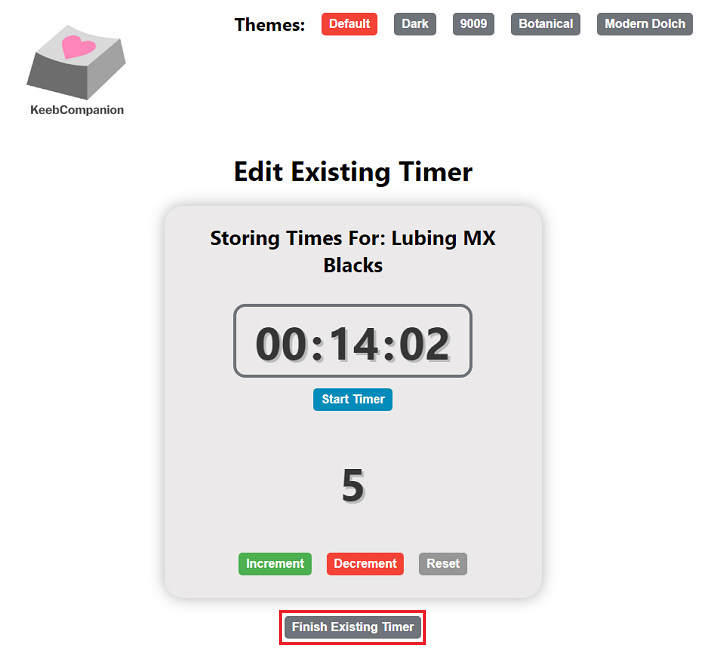 Themes: Default Dark 9009 Botanical Modern Dolch
KeebCompanion
Edit Existing Timer
Storing Times For: Lubing MX
Blacks
00:14:02
Start Timer
5
Increment Decrement Reset
Finish Existing Timer